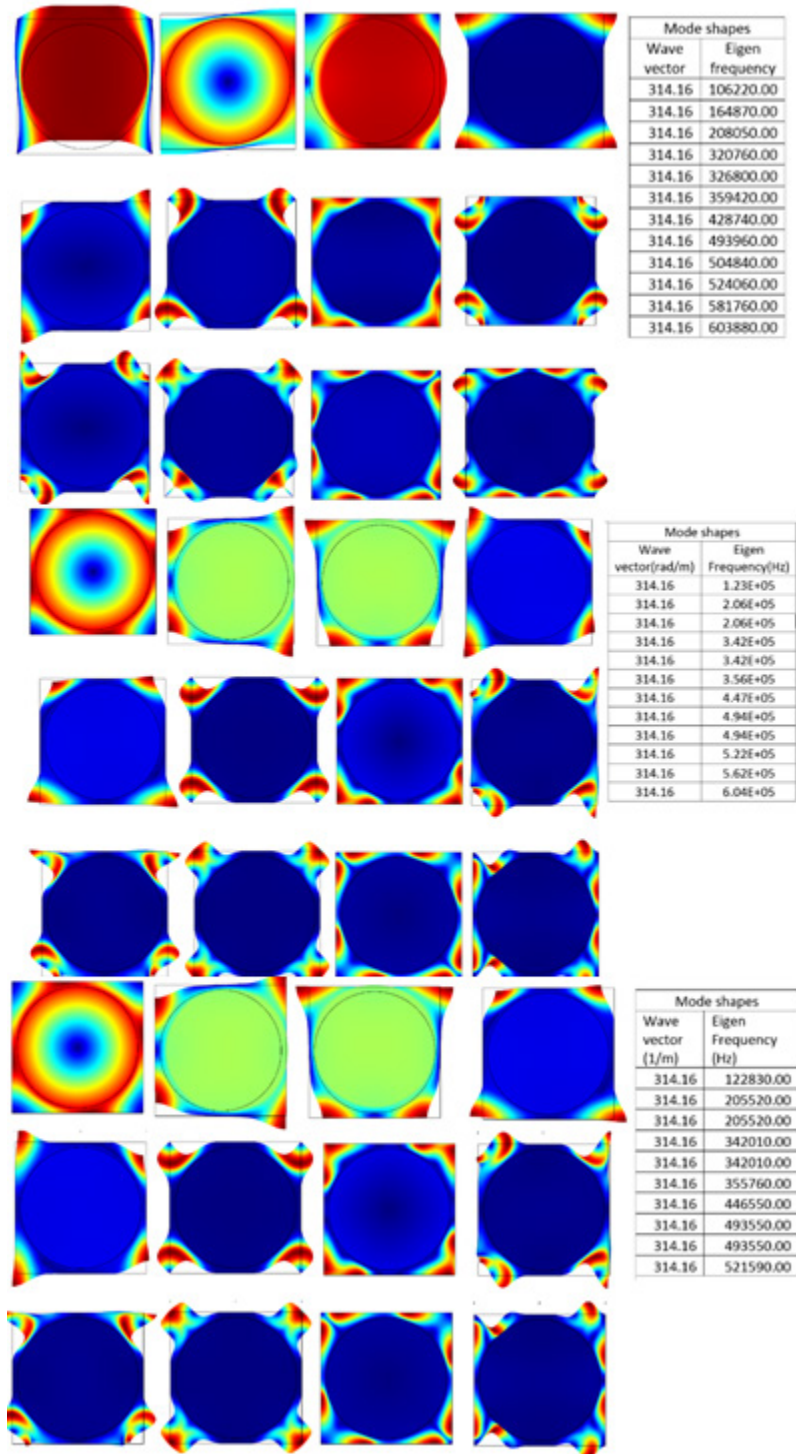 Mode shapes
Wave Eigen
vector frequency
314.16 106220.00
314.16 164870.00
314.16 208050.00
314.16 320760.00
314.16 326800.00
314.16 359420.00
314.16 428740.00
314.16 493960.00
314.16 504840.00
314.16 524060.00
314.16 581760.00
314.16 603880.00
Mode shapes
Wave Eigen
vector(rad/m) Frequency(Hz)
314.16 1.23E+05
314.16 2.06E+05
314.16 2.06E+05
314.16 3.42E+05
314.16 3.42E+05
314.16 3.56E+05
314.16 4.47E+05
314.16 4.94E+05
314.16 4.94E+05
314.16 5.22E+05
314.16 5.62E+05
314.16 6.04E+05
Mode shapes
Wave Eigen
vector Frequency
(1/m) (Hz)
314.16 122830.00
314.16 205520.00
314.16 205520.00
314.16 342010.00
314.16 342010.00
314.16 355760.00
314.16 446550.00
314.16 493550.00
314.16 493550.00
314.16 521590.00